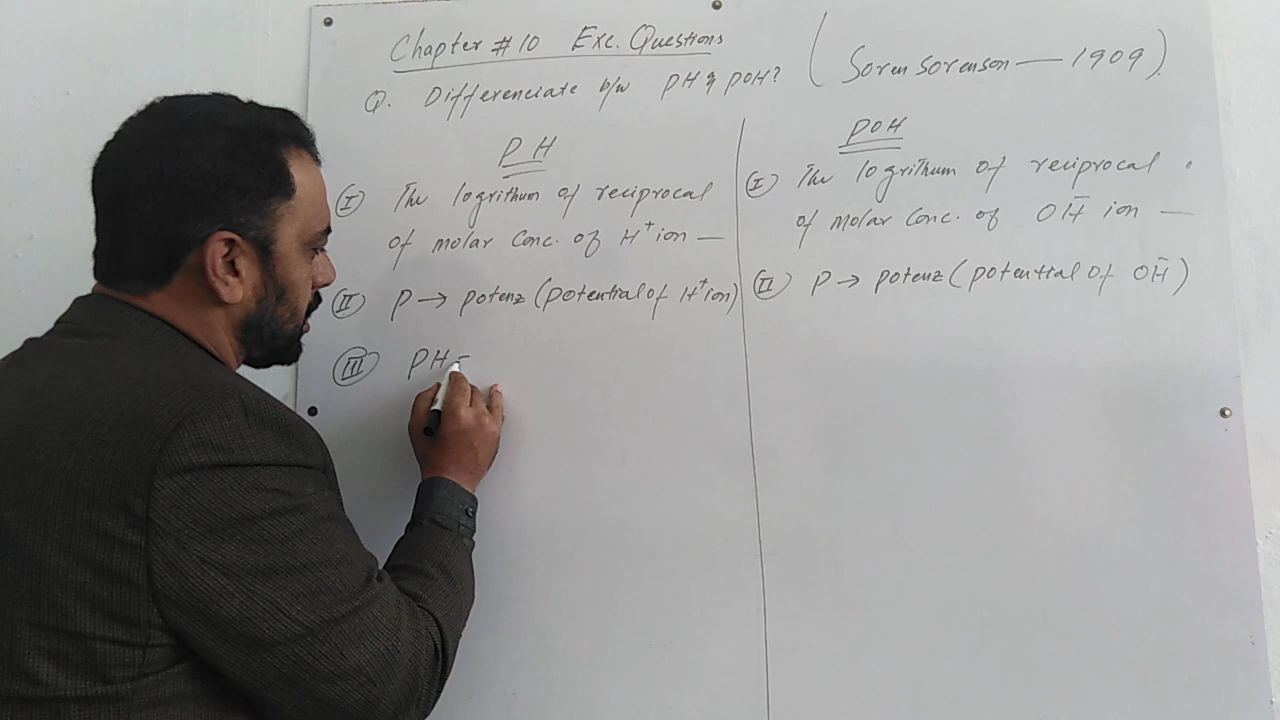 Chapter # 10 Exc. Questions
(Soren Sorenson — 1909).
Q. Differenciate b/w PH & POH?
PH
(I) The logrithum of reciprocal
of molar conc. of H⁺ ion —
(II) P → potenz (potential of H⁺ ion)
(III) PH =
POH
(I) The logrithum of reciprocal
of molar conc. of OH⁻ ion —
(II) P → potenz (potential of OH⁻)